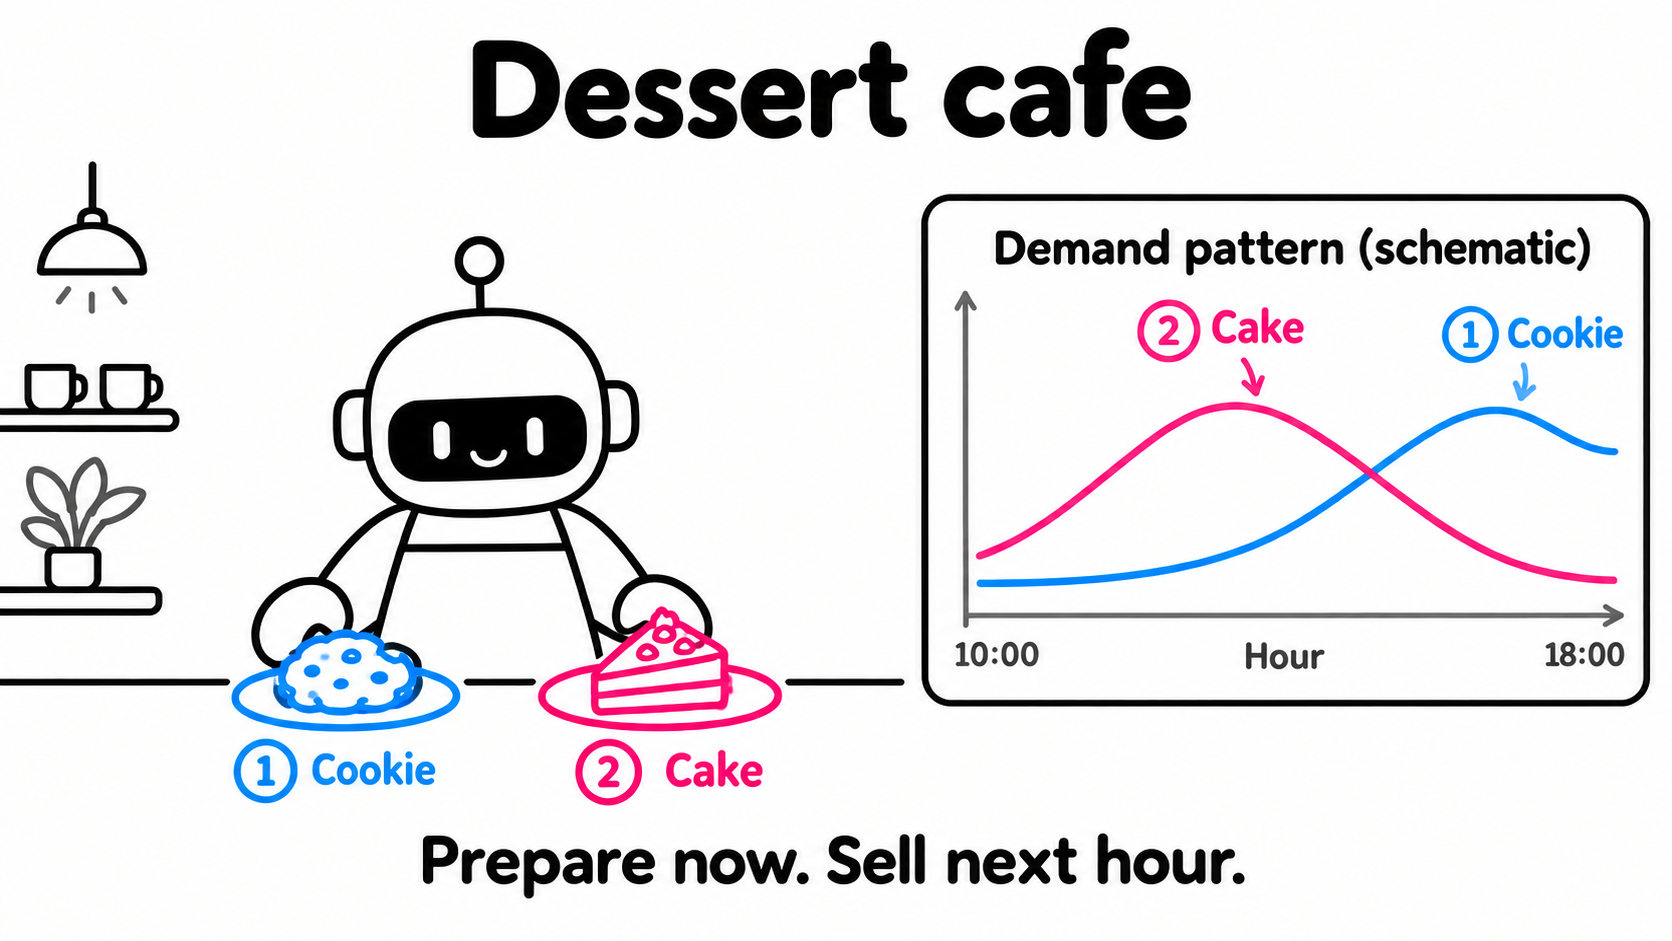 Dessert cafe
Demand pattern (schematic)
2 Cake
1 Cookie
10:00 Hour 18:00
1 Cookie
2 Cake
Prepare now. Sell next hour.